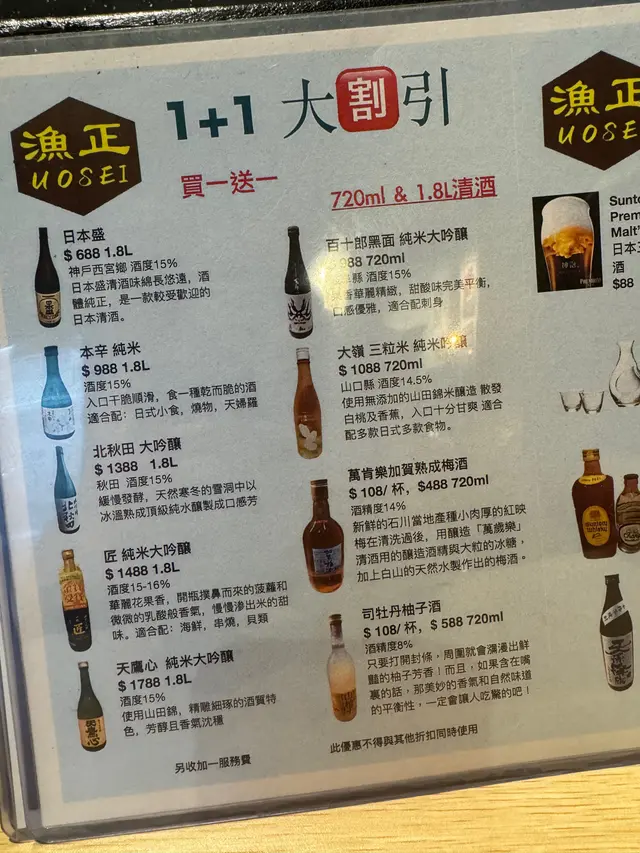 漁正
UOSEI
1+1 大割引
買一送一
720ml & 1.8L清酒
日本盛
$ 688 1.8L
神戶西宮鄉 酒度15%
日本盛清酒味綿長悠遠，酒
體純正，是一款較受歡迎的
日本清酒。
本辛 純米
$ 988 1.8L
酒度15%
入口干脆順滑，食一種乾而脆的酒
適合配：日式小食，燒物，天婦羅
北秋田 大吟釀
$ 1388 1.8L
秋田 酒度15%
緩慢發酵，天然寒冬的雪洞中以
冰溫熟成頂級純米釀製成口感芳
匠 純米大吟釀
$ 1488 1.8L
酒度15-16%
華麗花果香，開瓶撲鼻而來的菠蘿和
微微的乳酸般香氣，慢慢滲出米的甜
味。適合配：海鮮，串燒，貝類
天鷹心 純米大吟釀
$ 1788 1.8L
酒度15%
使用山田錦，精雕細琢的酒質特
色，芳醇且香氣沈穩
另收加一服務費
百十郎黑面 純米大吟釀
088 720ml
縣 酒度15%
香華麗精緻，甜酸味完美平衡，
口感優雅，適合配刺身
大嶺 三粒米 純米吟釀
$ 1088 720ml
山口縣 酒度14.5%
使用無添加的山田錦米釀造 散發
白桃及香蕉，入口十分甘爽 適合
配多款日式多款食物。
萬肯樂加賀熟成梅酒
$ 108/ 杯，$488 720ml
酒精度14%
新鮮的石川當地產種小肉厚的紅映
梅在清洗過後，用釀造「萬歲樂」
清酒用的釀造酒精與大粒的冰糖，
加上白山的天然水製作出的梅酒。
司牡丹柚子酒
$ 108/ 杯，$ 588 720ml
酒精度8%
只要打開封條，周圍就會瀰漫出鮮
豔的柚子芳香！而且，如果含在嘴
裏的話，那美妙的香氣和自然味道
的平衡性，一定會讓人吃驚的吧！
此優惠不得與其他折扣同時使用
漁正
UOSE
Sunto
Prem
Malt'
日本三
酒
$88